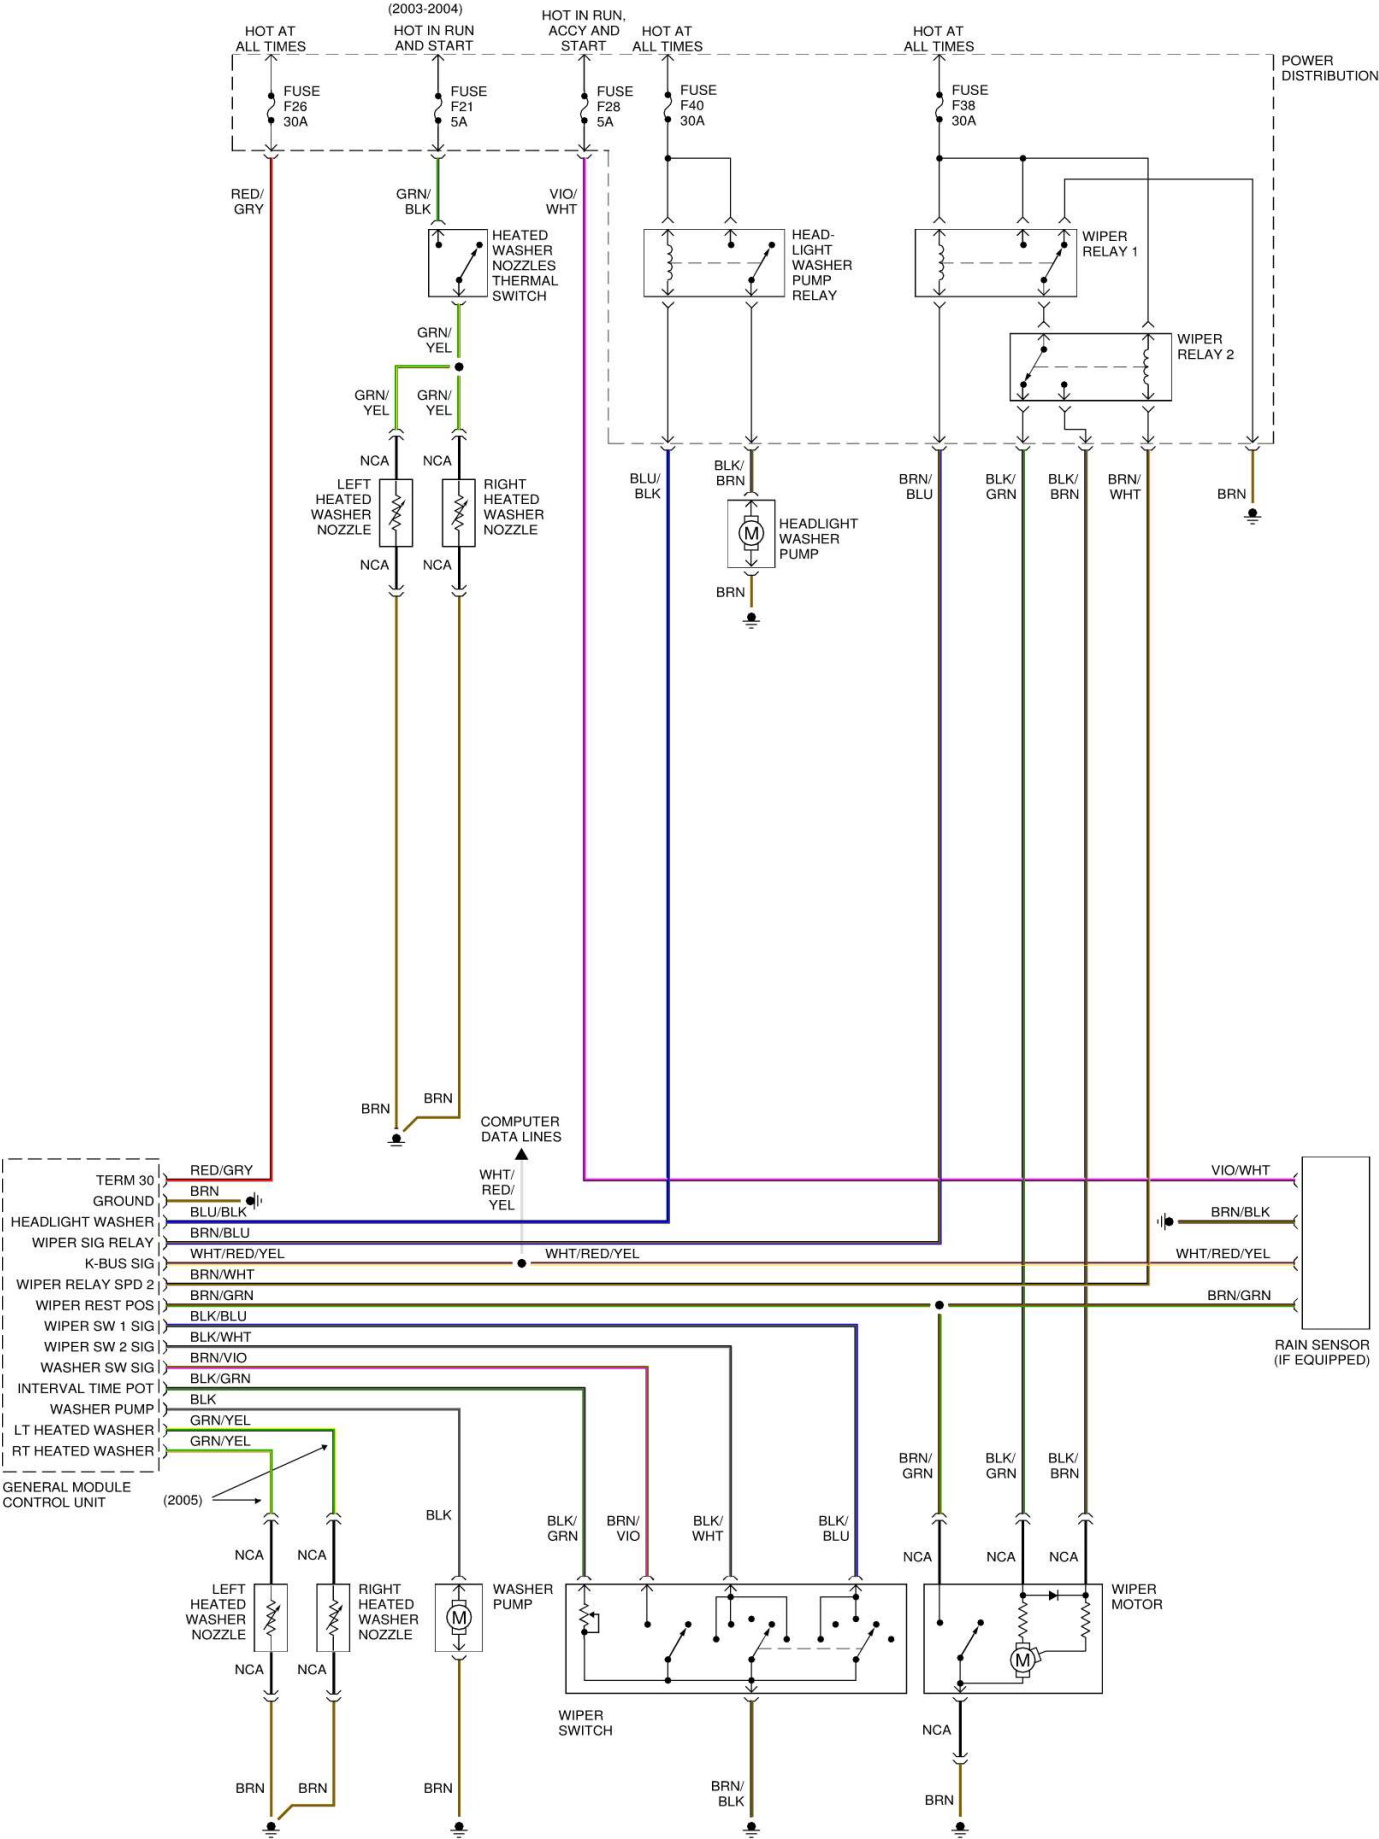 (2003-2004)
HOT AT
ALL TIMES
HOT IN RUN
AND START
HOT IN RUN,
ACCY AND
START
HOT AT
ALL TIMES
HOT AT
ALL TIMES
POWER
DISTRIBUTION
FUSE
F26
30A
FUSE
F21
5A
FUSE
F28
5A
FUSE
F40
30A
FUSE
F38
30A
RED/
GRY
GRN/
BLK
VIO/
WHT
HEATED
WASHER
NOZZLES
THERMAL
SWITCH
HEAD-
LIGHT
WASHER
PUMP
RELAY
WIPER
RELAY 1
WIPER
RELAY 2
GRN/
YEL
GRN/
YEL
GRN/
YEL
NCA
NCA
LEFT
HEATED
WASHER
NOZZLE
RIGHT
HEATED
WASHER
NOZZLE
NCA
NCA
BLU/
BLK
BLK/
BRN
BRN/
BLU
BLK/
GRN
BLK/
BRN
BRN/
WHT
BRN
M
HEADLIGHT
WASHER
PUMP
BRN
BRN
BRN
COMPUTER
DATA LINES
WHT/
RED/
YEL
TERM 30
RED/GRY
GROUND
BRN
HEADLIGHT WASHER
BLU/BLK
WIPER SIG RELAY
BRN/BLU
K-BUS SIG
WHT/RED/YEL
WHT/RED/YEL
WIPER RELAY SPD 2
BRN/WHT
WIPER REST POS
BRN/GRN
WIPER SW 1 SIG
BLK/BLU
WIPER SW 2 SIG
BLK/WHT
WASHER SW SIG
BRN/VIO
INTERVAL TIME POT
BLK/GRN
WASHER PUMP
BLK
LT HEATED WASHER
GRN/YEL
RT HEATED WASHER
GRN/YEL
GENERAL MODULE
CONTROL UNIT
(2005)
VIO/WHT
BRN/BLK
WHT/RED/YEL
BRN/GRN
RAIN SENSOR
(IF EQUIPPED)
BLK
BLK/
GRN
BRN/
VIO
BLK/
WHT
BLK/
BLU
BRN/
GRN
BLK/
GRN
BLK/
BRN
NCA
NCA
NCA
NCA
NCA
LEFT
HEATED
WASHER
NOZZLE
RIGHT
HEATED
WASHER
NOZZLE
M
WASHER
PUMP
M
WIPER
MOTOR
NCA
NCA
WIPER
SWITCH
NCA
BRN
BRN
BRN
BRN/
BLK
BRN